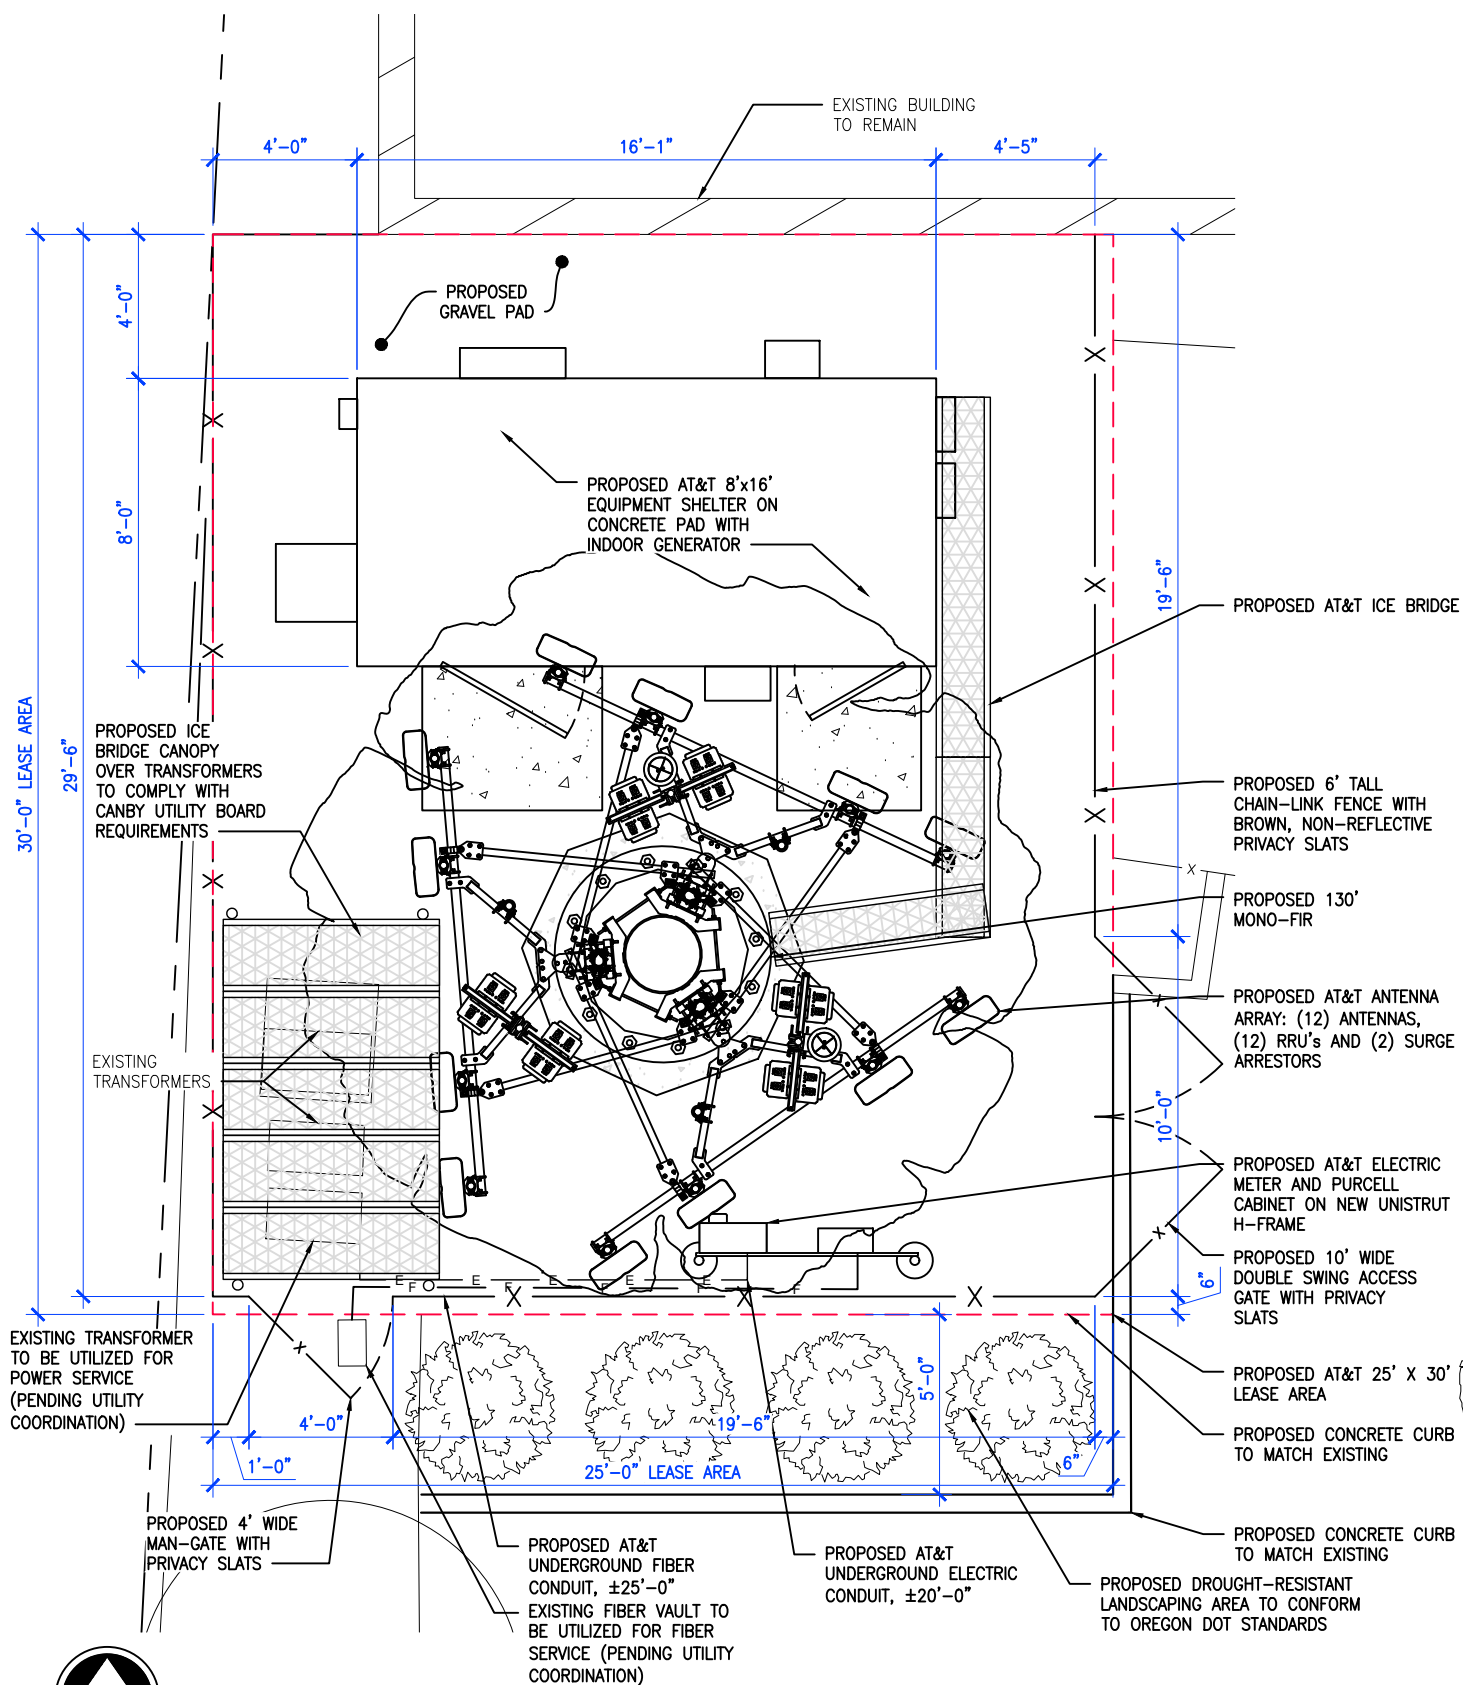 EXISTING BUILDING
TO REMAIN
4'-0"
16'-1"
4'-5"
PROPOSED
GRAVEL PAD
4'-0"
8'-0"
29'-6"
30'-0" LEASE AREA
PROPOSED AT&T 8'x16'
EQUIPMENT SHELTER ON
CONCRETE PAD WITH
INDOOR GENERATOR
19'-6"
PROPOSED AT&T ICE BRIDGE
PROPOSED ICE
BRIDGE CANOPY
OVER TRANSFORMERS
TO COMPLY WITH
CANBY UTILITY BOARD
REQUIREMENTS
PROPOSED 6' TALL
CHAIN-LINK FENCE WITH
BROWN, NON-REFLECTIVE
PRIVACY SLATS
X
PROPOSED 130'
MONO-FIR
PROPOSED AT&T ANTENNA
ARRAY: (12) ANTENNAS,
(12) RRU's AND (2) SURGE
ARRESTORS
EXISTING
TRANSFORMERS
10'-0"
PROPOSED AT&T ELECTRIC
METER AND PURCELL
CABINET ON NEW UNISTRUT
H-FRAME
PROPOSED 10' WIDE
DOUBLE SWING ACCESS
GATE WITH PRIVACY
SLATS
6"
E E E E E
F F F F F
EXISTING TRANSFORMER
TO BE UTILIZED FOR
POWER SERVICE
(PENDING UTILITY
COORDINATION)
PROPOSED AT&T 25' X 30'
LEASE AREA
5'-0"
4'-0"
19'-6"
1'-0"
25'-0" LEASE AREA
6"
PROPOSED CONCRETE CURB
TO MATCH EXISTING
PROPOSED 4' WIDE
MAN-GATE WITH
PRIVACY SLATS
PROPOSED AT&T
UNDERGROUND FIBER
CONDUIT, ±25'-0"
EXISTING FIBER VAULT TO
BE UTILIZED FOR FIBER
SERVICE (PENDING UTILITY
COORDINATION)
PROPOSED AT&T
UNDERGROUND ELECTRIC
CONDUIT, ±20'-0"
PROPOSED CONCRETE CURB
TO MATCH EXISTING
PROPOSED DROUGHT-RESISTANT
LANDSCAPING AREA TO CONFORM
TO OREGON DOT STANDARDS